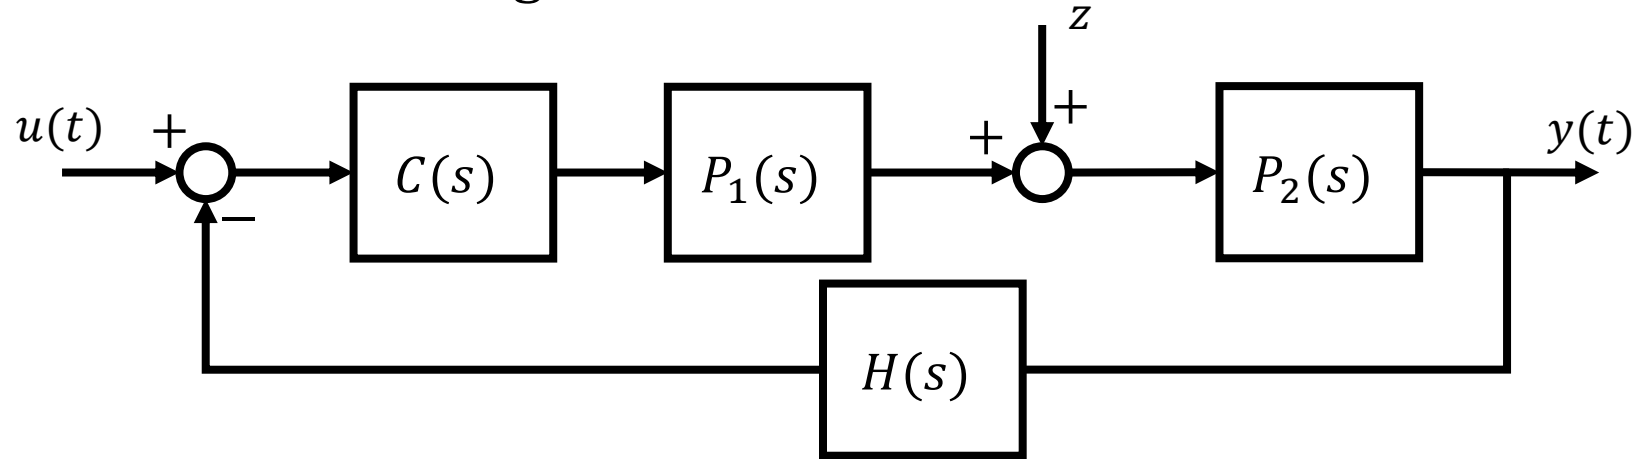 z
u(t)
+
+
+
y(t)
C(s)
P₁(s)
P₂(s)
−
H(s)